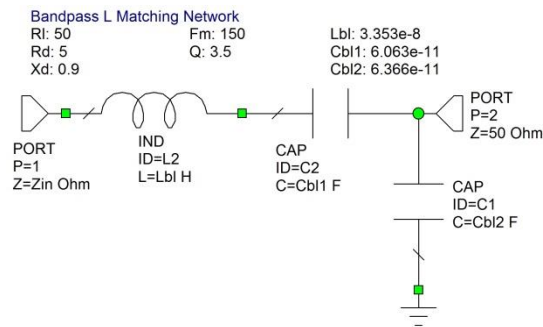 Bandpass L Matching Network
Rl: 50
Rd: 5
Xd: 0.9
Fm: 150
Q: 3.5
Lbl: 3.353e-8
Cbl1: 6.063e-11
Cbl2: 6.366e-11
PORT
P=1
Z=Zin Ohm
IND
ID=L2
L=Lbl H
CAP
ID=C2
C=Cbl1 F
PORT
P=2
Z=50 Ohm
CAP
ID=C1
C=Cbl2 F